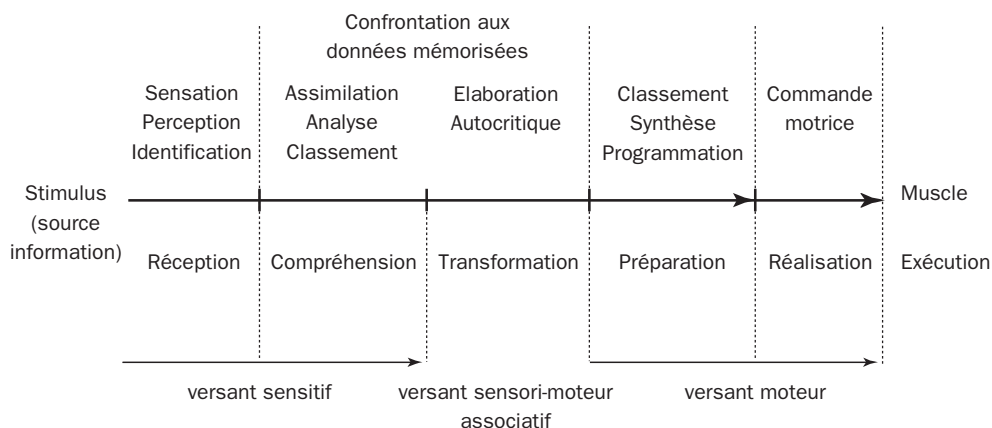 Confrontation aux
données mémorisées
Sensation
Perception
Identification
Assimilation
Analyse
Classement
Elaboration
Autocritique
Classement
Synthèse
Programmation
Commande
motrice
Stimulus
(source
information)
Muscle
Réception
Compréhension
Transformation
Préparation
Réalisation
Exécution
versant sensitif
versant sensori-moteur
associatif
versant moteur